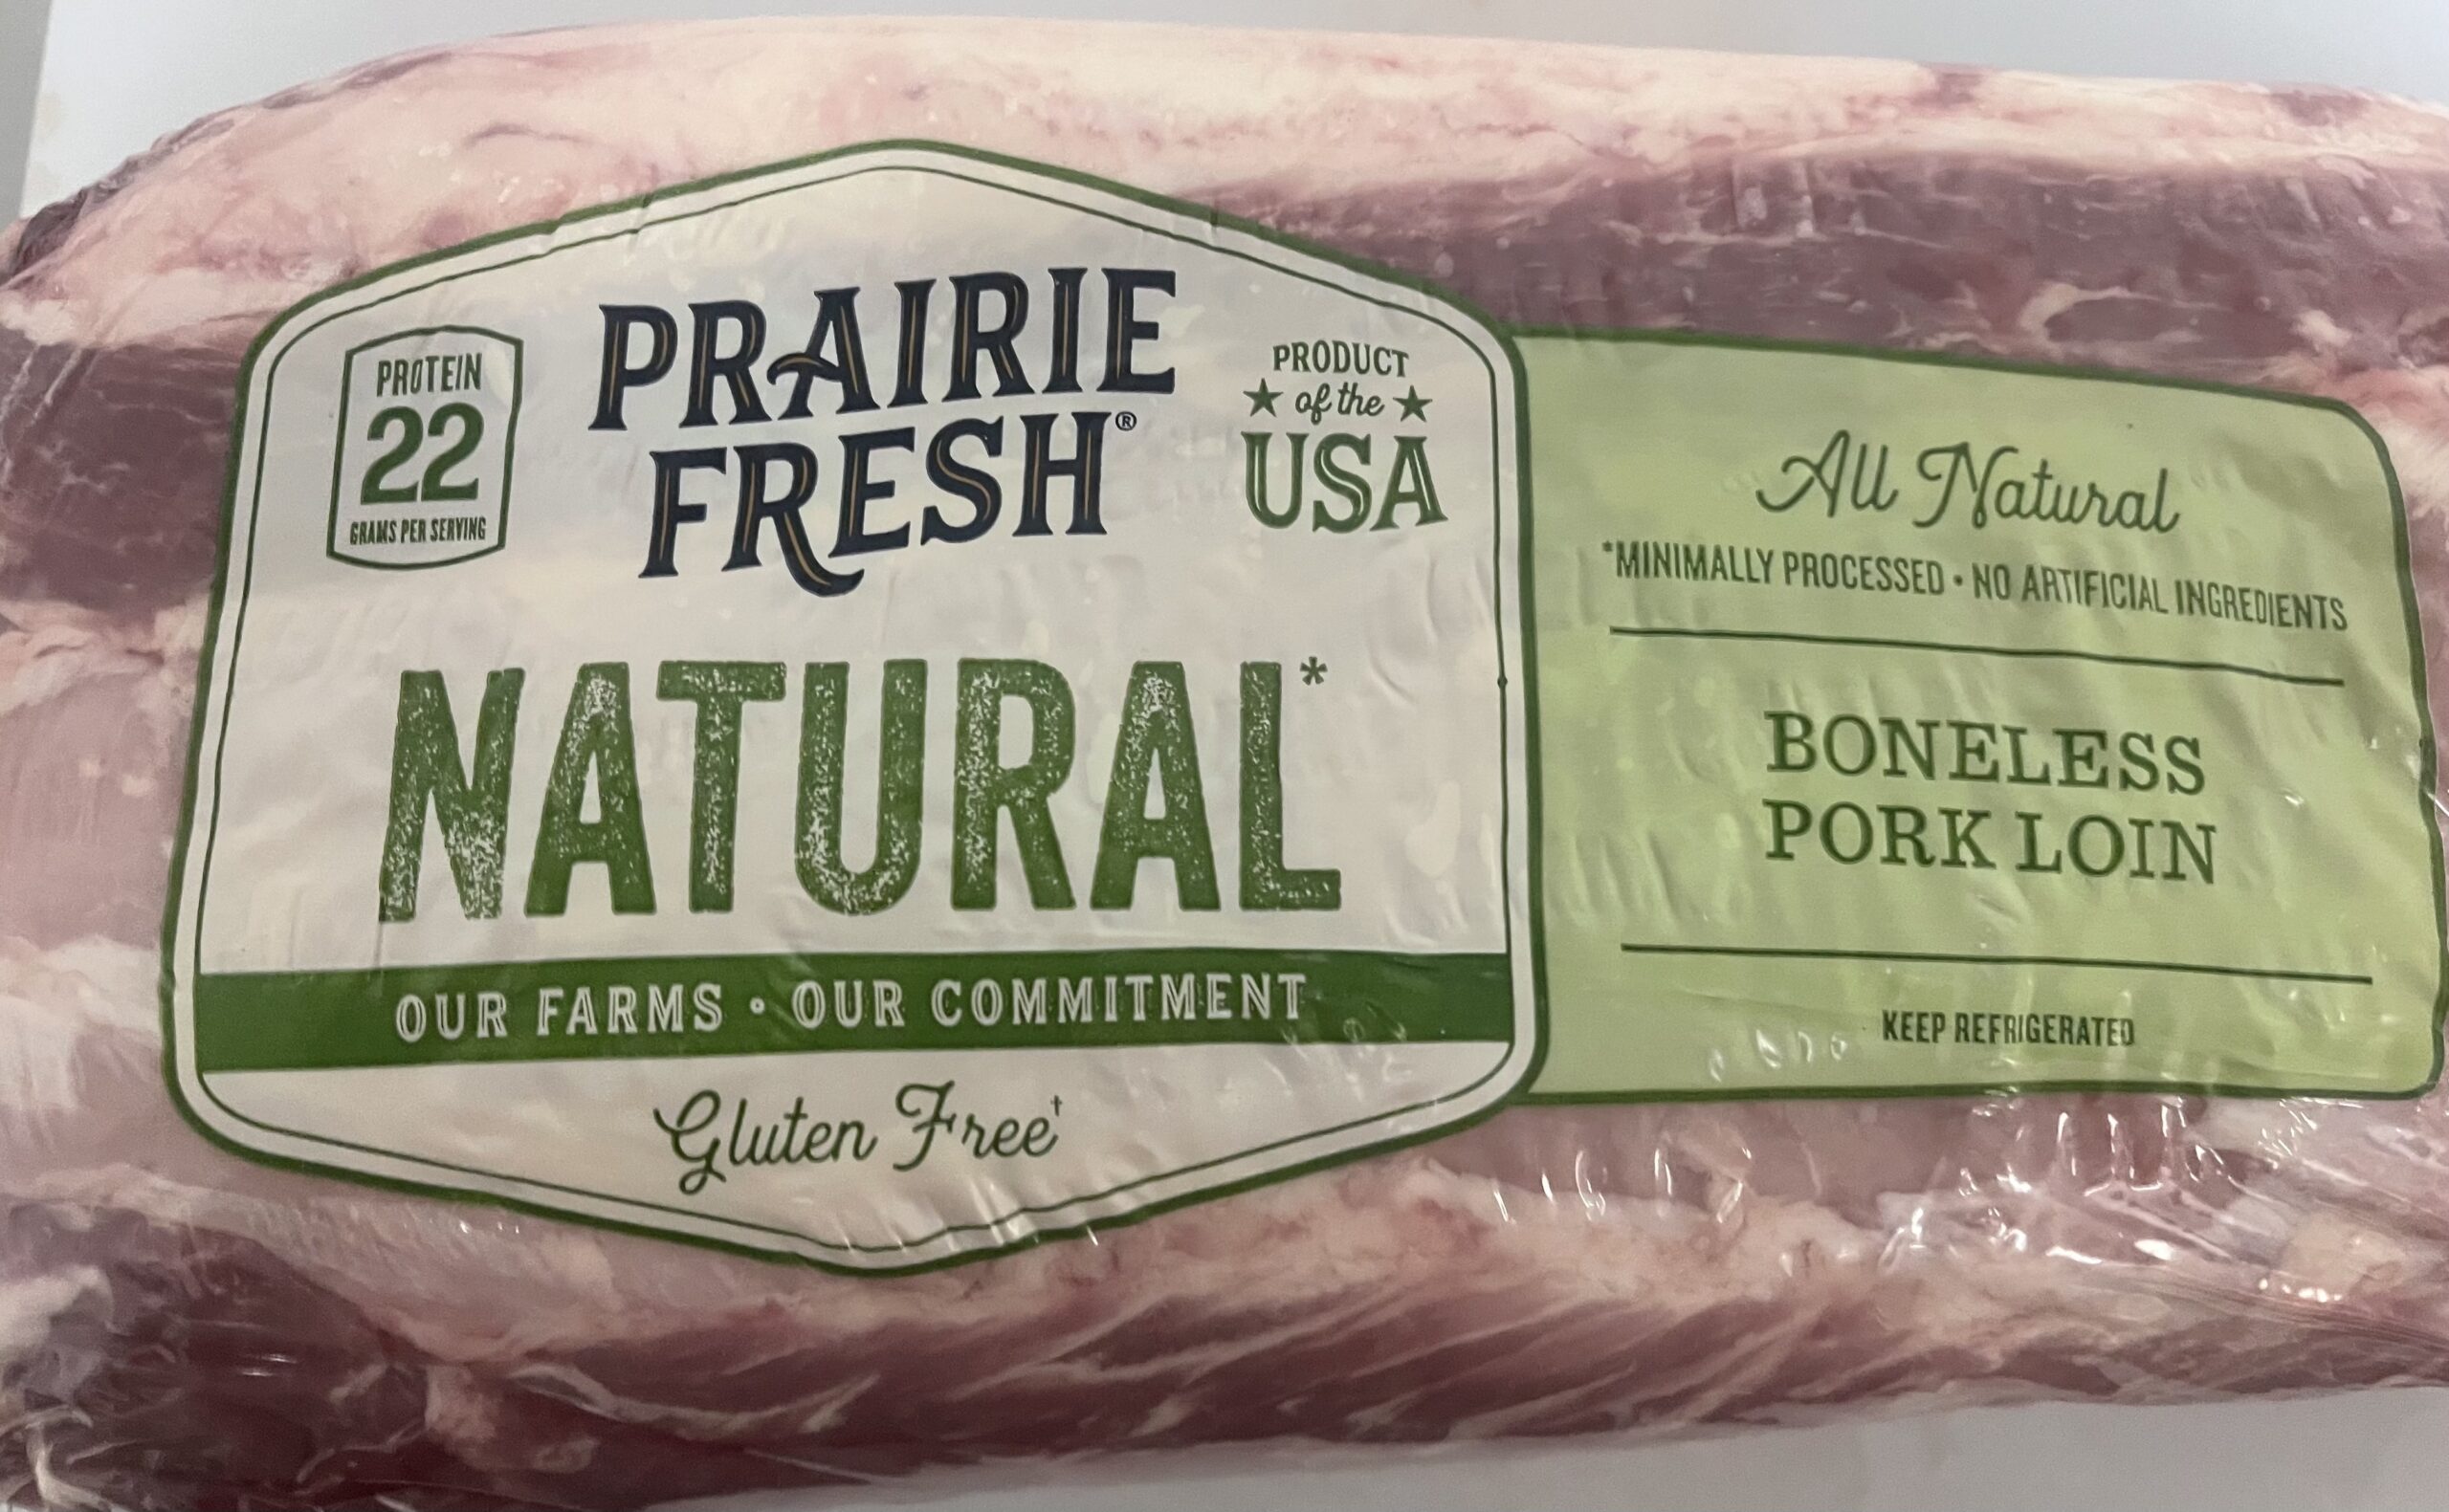 PROTEIN
22
GRAMS PER SERVING
PRAIRIE
FRESH®
PRODUCT
of the
USA
NATURAL*
OUR FARMS • OUR COMMITMENT
Gluten Free†
All Natural
*MINIMALLY PROCESSED • NO ARTIFICIAL INGREDIENTS
BONELESS
PORK LOIN
KEEP REFRIGERATED